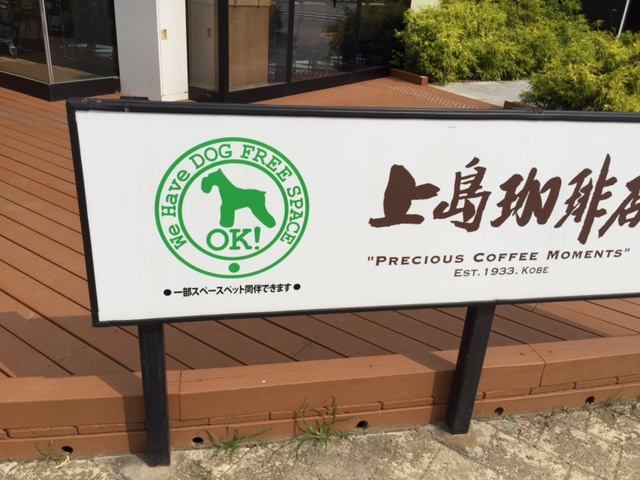 We Have DOG FREE SPACE
OK!
●一部スペースペット同伴できます●
上島珈琲
"PRECIOUS COFFEE MOMENTS"
EST. 1933. KOBE